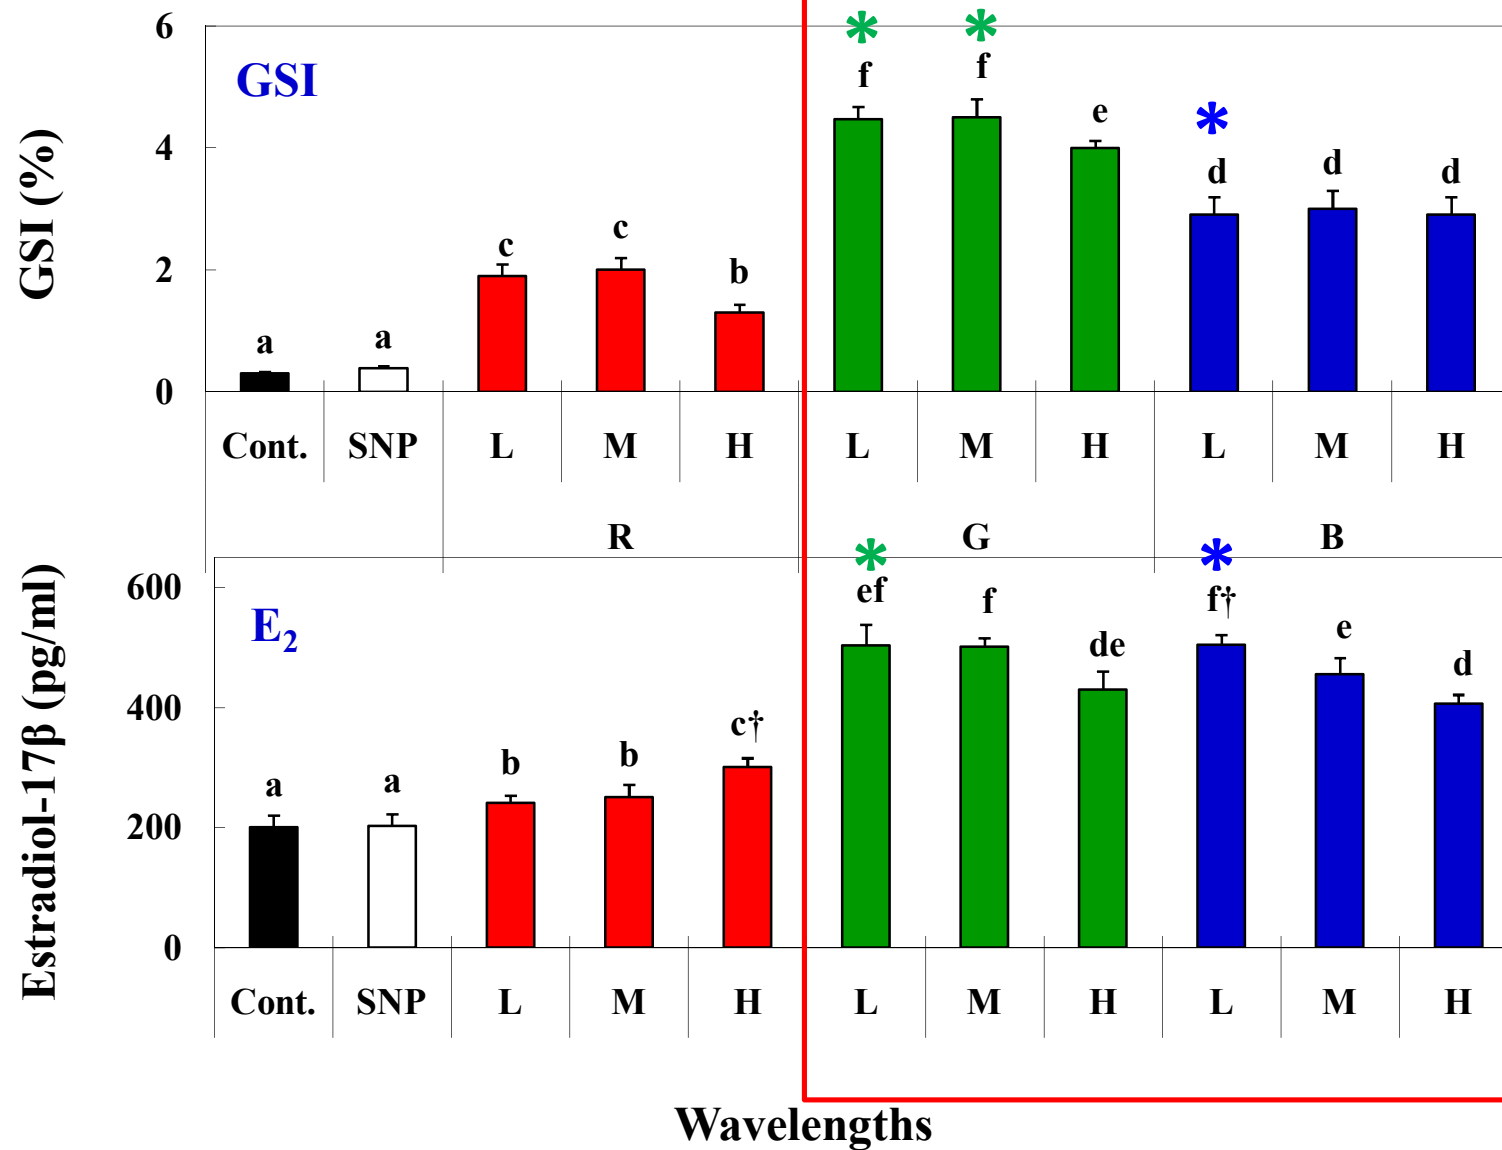 6
GSI
* *
f f
e
*
d d d
4
GSI (%)
c c
b
2
a a
0
Cont. SNP L M H L M H L M H
R G B
* *
600
E2
ef f de f† e d
400
Estradiol-17β (pg/ml)
a a b b c†
200
0
Cont. SNP L M H L M H L M H
Wavelengths